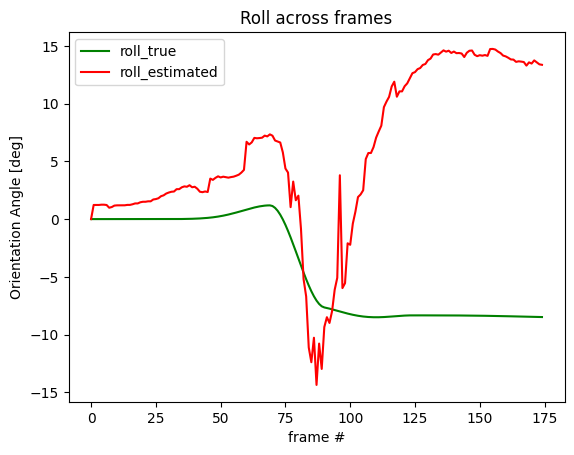 Roll across frames
roll_true
roll_estimated
Orientation Angle [deg]
15
10
5
0
−5
−10
−15
0 25 50 75 100 125 150 175
frame #